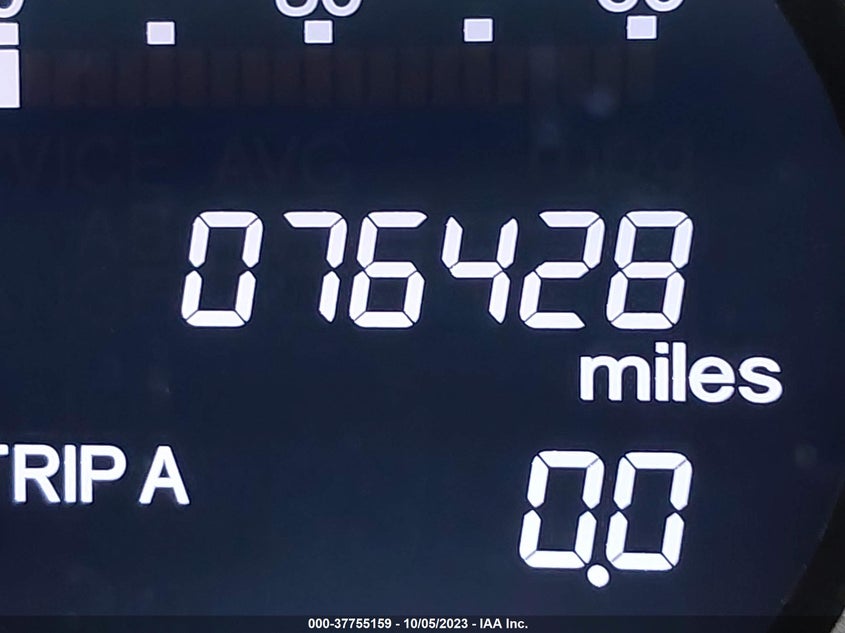 076428
miles
TRIP A
0.0
000-37755159 - 10/05/2023 - IAA Inc.